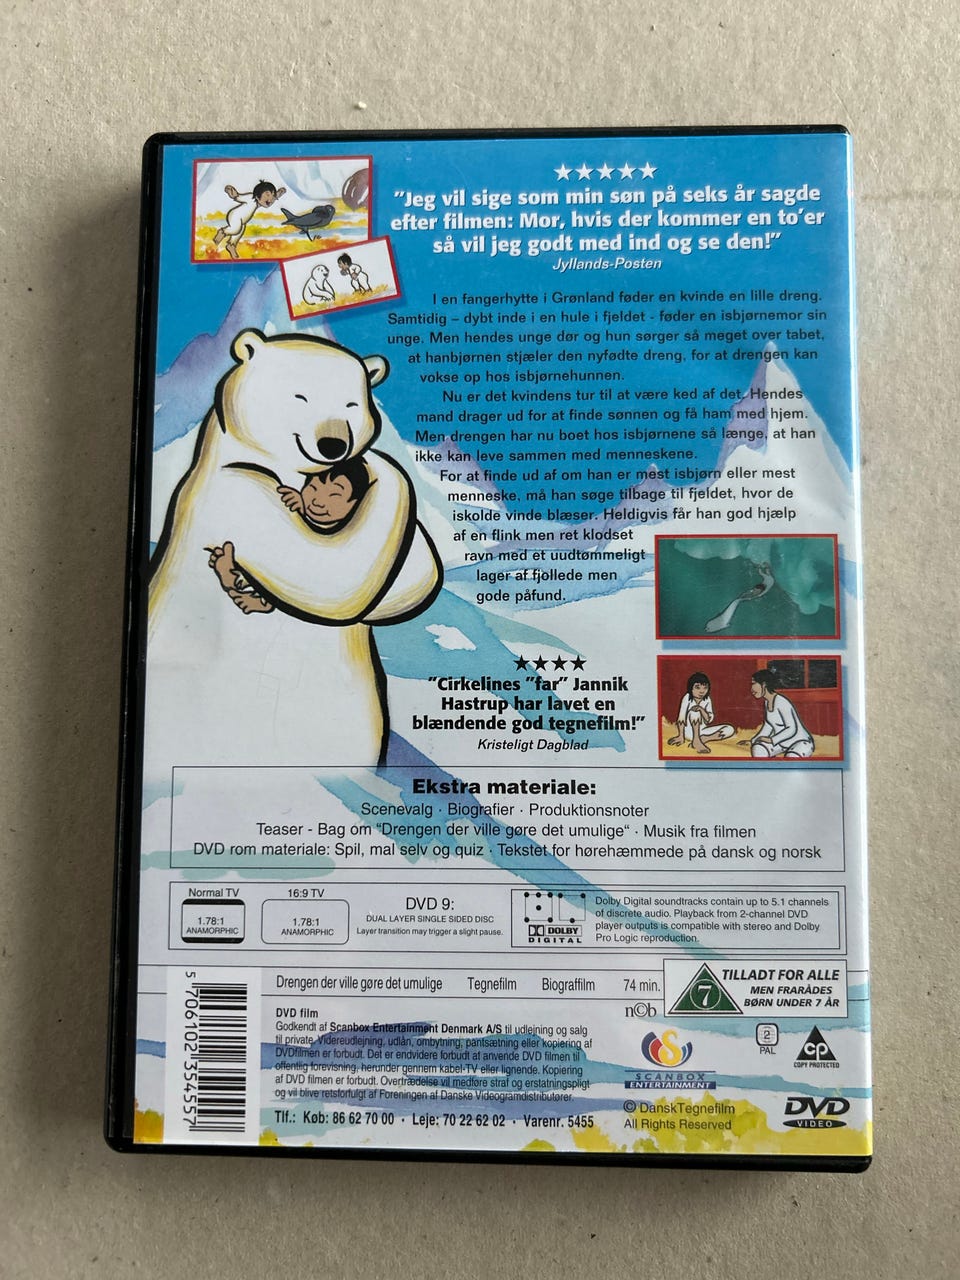 ★★★★★
”Jeg vil sige som min søn på seks år sagde
efter filmen: Mor, hvis der kommer en to’er
så vil jeg godt med ind og se den!”
Jyllands-Posten
I en fangerhytte i Grønland føder en kvinde en lille dreng.
Samtidig – dybt inde i en hule i fjeldet - føder en isbjørnemor sin
unge. Men hendes unge dør og hun sørger så meget over tabet,
at hanbjørnen stjæler den nyfødte dreng, for at drengen kan
vokse op hos isbjørnehunnen.
Nu er det kvindens tur til at være ked af det. Hendes
mand drager ud for at finde sønnen og få ham med hjem.
Men drengen har nu boet hos isbjørnene så længe, at han
ikke kan leve sammen med menneskene.
For at finde ud af om han er mest isbjørn eller mest
menneske, må han søge tilbage til fjeldet, hvor de
iskolde vinde blæser. Heldigvis får han god hjælp
af en flink men ret klodset
ravn med et uudtømmeligt
lager af fjollede men
gode påfund.
★★★★
”Cirkelines ”far” Jannik
Hastrup har lavet en
blændende god tegnefilm!”
Kristeligt Dagblad
Ekstra materiale:
Scenevalg · Biografier · Produktionsnoter
Teaser - Bag om “Drengen der ville gøre det umulige“ · Musik fra filmen
DVD rom materiale: Spil, mal selv og quiz · Tekstet for hørehæmmede på dansk og norsk
Normal TV
1.78:1
ANAMORPHIC
16:9 TV
1.78:1
ANAMORPHIC
DVD 9:
DUAL LAYER SINGLE SIDED DISC
Layer transition may trigger a slight pause.
DOLBY
DIGITAL
Dolby Digital soundtracks contain up to 5.1 channels
of discrete audio. Playback from 2-channel DVD
player outputs is compatible with stereo and Dolby
Pro Logic reproduction.
Drengen der ville gøre det umulige Tegnefilm Biograffilm 74 min.
7
TILLADT FOR ALLE
MEN FRARÅDES
BØRN UNDER 7 ÅR
5 706102 354557
DVD film
Godkendt af Scanbox Entertainment Denmark A/S til udlejning og salg
til private. Videreudlejning, udlån, ombytning, pantsætning eller kopiering af
DVDfilmen er forbudt. Det er endvidere forbudt at anvende DVD filmen til
offentlig forevisning, herunder gennem kabel-TV eller lignende. Kopiering
af DVD filmen er forbudt. Overtrædelse vil medføre straf og erstatningspligt
og vil blive retsforfulgt af Foreningen af Danske Videogramdistributører.
Tlf.: Køb: 86 62 70 00 · Leje: 70 22 62 02 · Varenr. 5455
n©b
S
SCANBOX
ENTERTAINMENT
© DanskTegnefilm
All Rights Reserved
2
PAL
CP
COPY PROTECTED
DVD
VIDEO